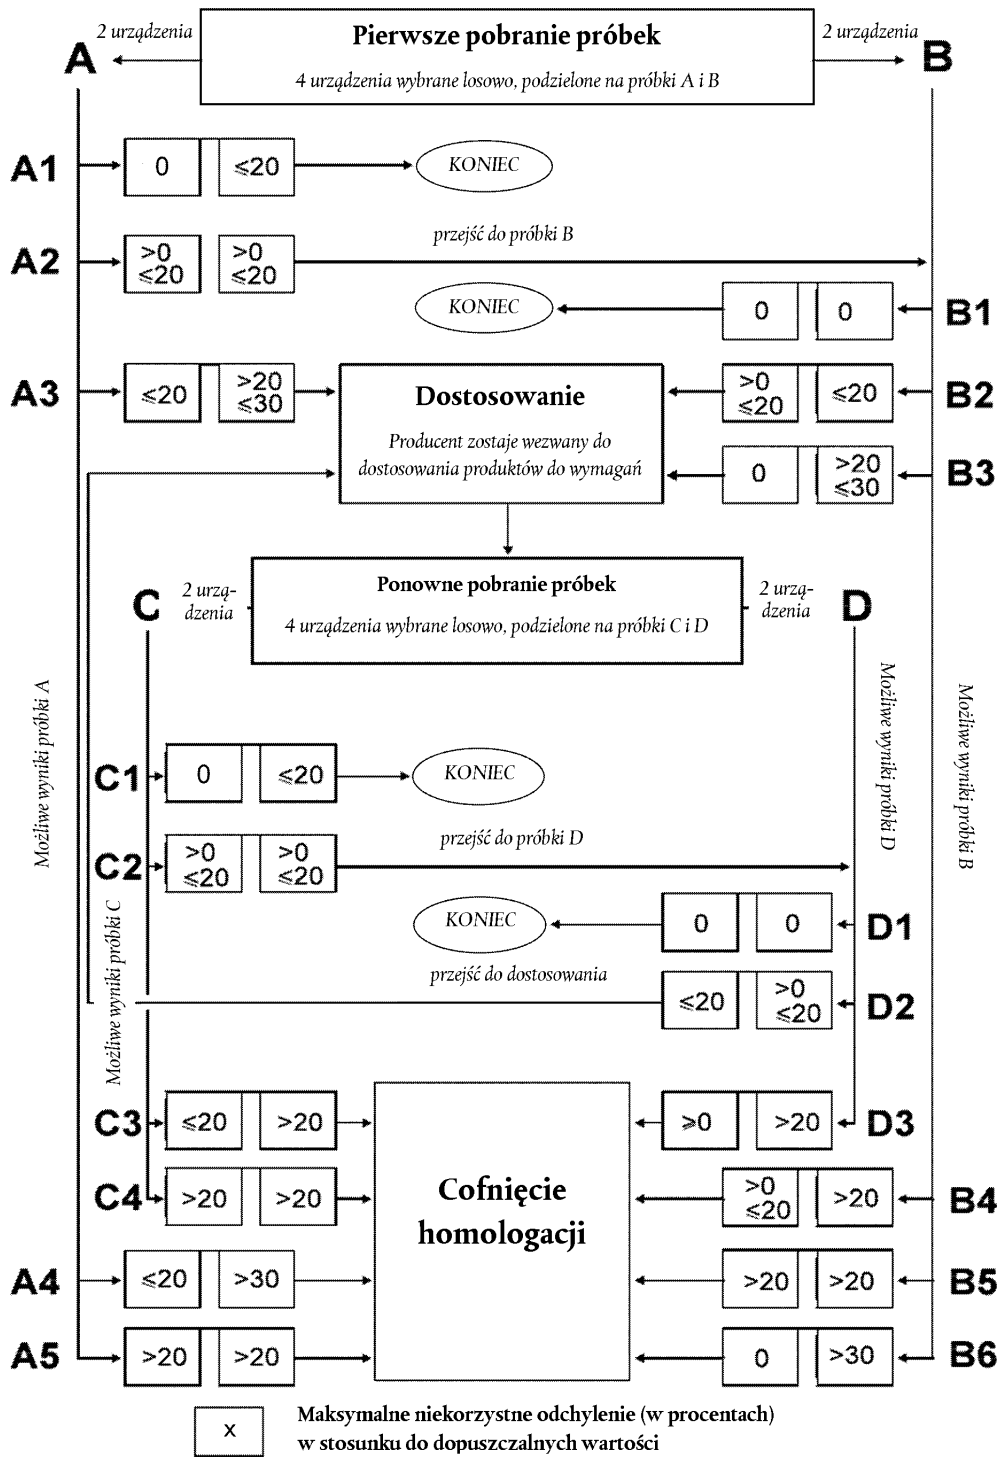 2 urządzenia
Pierwsze pobranie próbek
2 urządzenia
A
B
4 urządzenia wybrane losowo, podzielone na próbki A i B
A1
0
≤20
KONIEC
przejść do próbki B
A2
>0
≤20
>0
≤20
KONIEC
0
0
B1
A3
≤20
>20
≤30
Dostosowanie
Producent zostaje wezwany do
dostosowania produktów do wymagań
>0
≤20
≤20
B2
0
>20
≤30
B3
C
2 urzą-
dzenia
Ponowne pobranie próbek
4 urządzenia wybrane losowo, podzielone na próbki C i D
2 urzą-
dzenia
D
Możliwe wyniki próbki A
Możliwe wyniki próbki D
Możliwe wyniki próbki B
C1
0
≤20
KONIEC
przejść do próbki D
C2
>0
≤20
>0
≤20
Możliwe wyniki próbki C
KONIEC
0
0
D1
przejść do dostosowania
≤20
>0
≤20
D2
C3
≤20
>20
Cofnięcie
homologacji
≥0
>20
D3
C4
>20
>20
>0
≤20
>20
B4
A4
≤20
>30
>20
>20
B5
A5
>20
>20
0
>30
B6
x
Maksymalne niekorzystne odchylenie (w procentach)
w stosunku do dopuszczalnych wartości